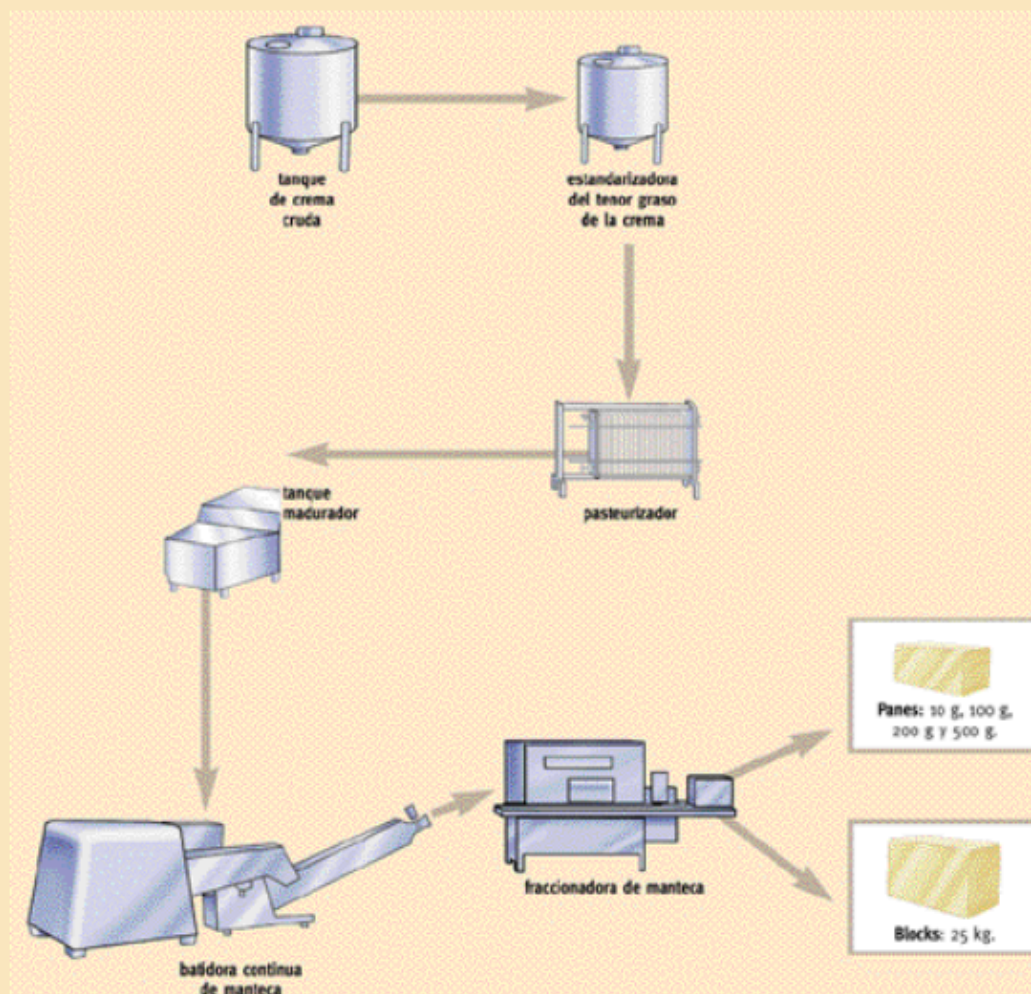 tanque
de crema
cruda
estandarizadora
del tenor graso
de la crema
tanque
madurador
pasteurizador
Panes: 10 g, 100 g,
200 g y 500 g.
fraccionadora de manteca
Blocks: 25 kg.
batidora continua
de manteca